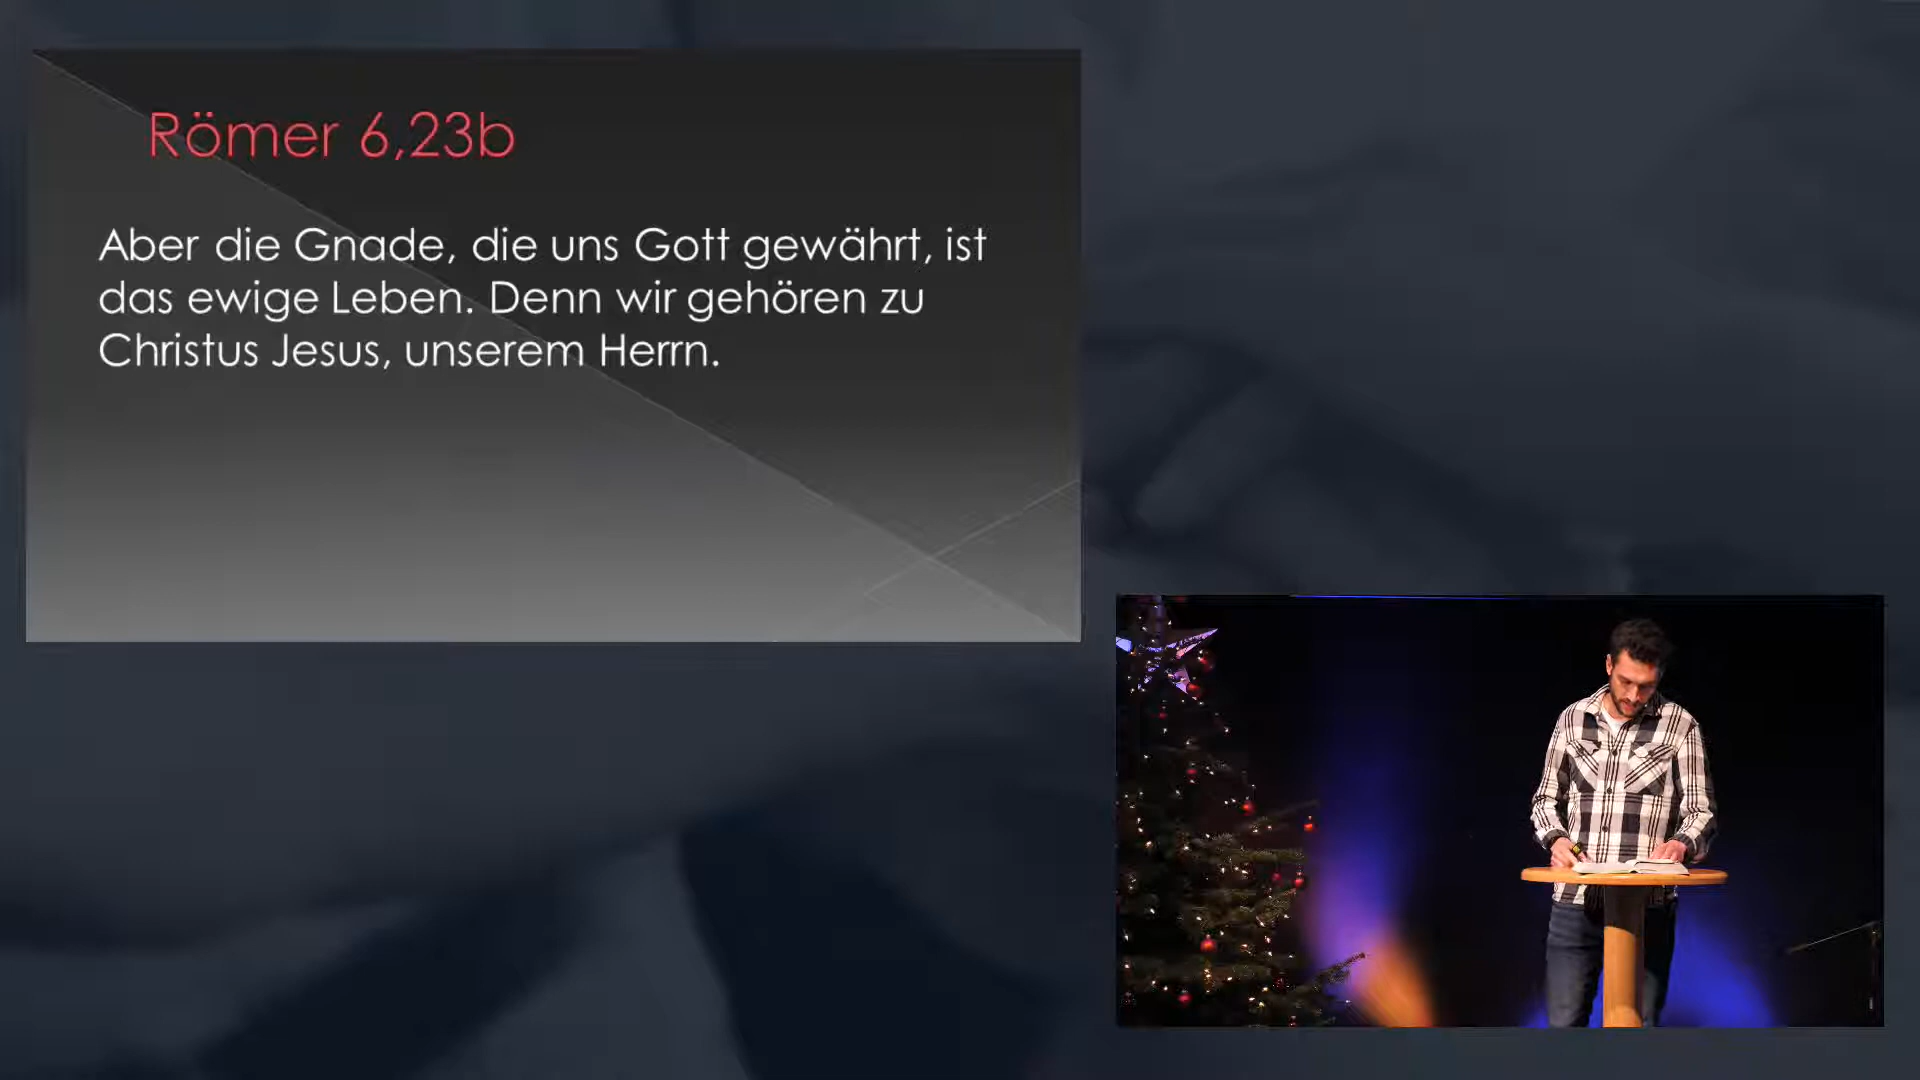 Römer 6,23b
Aber die Gnade, die uns Gott gewährt, ist
das ewige Leben. Denn wir gehören zu
Christus Jesus, unserem Herrn.